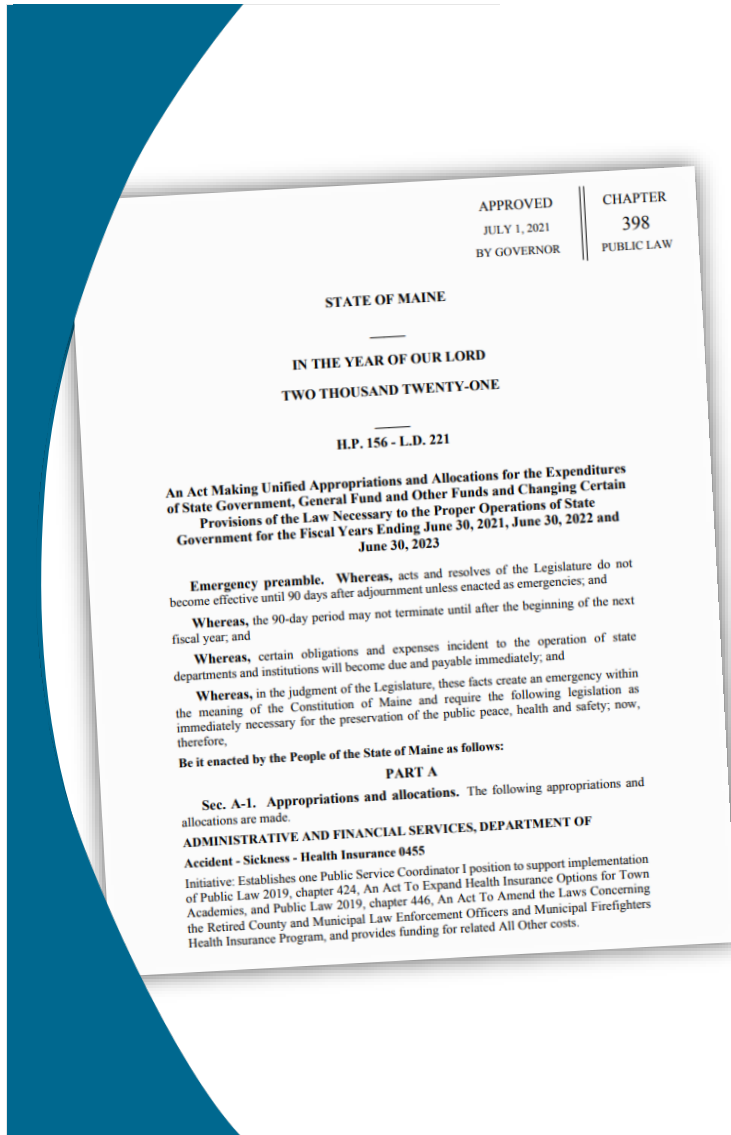 APPROVED
JULY 1, 2021
BY GOVERNOR
CHAPTER
398
PUBLIC LAW
STATE OF MAINE
IN THE YEAR OF OUR LORD
TWO THOUSAND TWENTY-ONE
H.P. 156 - L.D. 221
An Act Making Unified Appropriations and Allocations for the Expenditures
of State Government, General Fund and Other Funds and Changing Certain
Provisions of the Law Necessary to the Proper Operations of State
Government for the Fiscal Years Ending June 30, 2021, June 30, 2022 and
June 30, 2023
Emergency preamble. Whereas, acts and resolves of the Legislature do not
become effective until 90 days after adjournment unless enacted as emergencies; and
Whereas, the 90-day period may not terminate until after the beginning of the next
fiscal year; and
Whereas, certain obligations and expenses incident to the operation of state
departments and institutions will become due and payable immediately; and
Whereas, in the judgment of the Legislature, these facts create an emergency within
the meaning of the Constitution of Maine and require the following legislation as
immediately necessary for the preservation of the public peace, health and safety; now,
therefore,
Be it enacted by the People of the State of Maine as follows:
PART A
Sec. A-1. Appropriations and allocations. The following appropriations and
allocations are made.
ADMINISTRATIVE AND FINANCIAL SERVICES, DEPARTMENT OF
Accident - Sickness - Health Insurance 0455
Initiative: Establishes one Public Service Coordinator I position to support implementation
of Public Law 2019, chapter 424, An Act To Expand Health Insurance Options for Town
Academies, and Public Law 2019, chapter 446, An Act To Amend the Laws Concerning
the Retired County and Municipal Law Enforcement Officers and Municipal Firefighters
Health Insurance Program, and provides funding for related All Other costs.